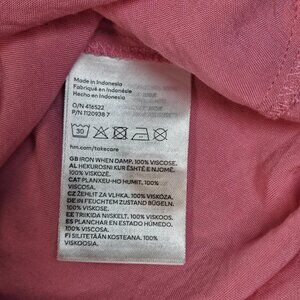 Made in Indonesia
Fabriqué en Indonésie
Hecho en Indonesia
O/N 416522
P/N 1120938 7
30
hm.com/takecare
GB IRON WHEN DAMP, 100% VISCOSE.
AL HEKUROSNI KUR ËSHTË E NJOMË.
100% VISKOZË.
CAT PLANXEU-HO HUMIT, 100%
VISCOSA.
CZ ŽEHLIT ZA VLHKA, 100% VISKÓZA
DE IN FEUCHTEM ZUSTAND BÜGELN.
100% VISKOSE.
EE TRIIKIDA NIISKELT, 100% VISKOOS
ES PLANCHAR EN ESTADO HÚMEDO.
100% VISCOSA.
FI SILITETÄÄN KOSTEANA, 100%
VISKOOSIA.